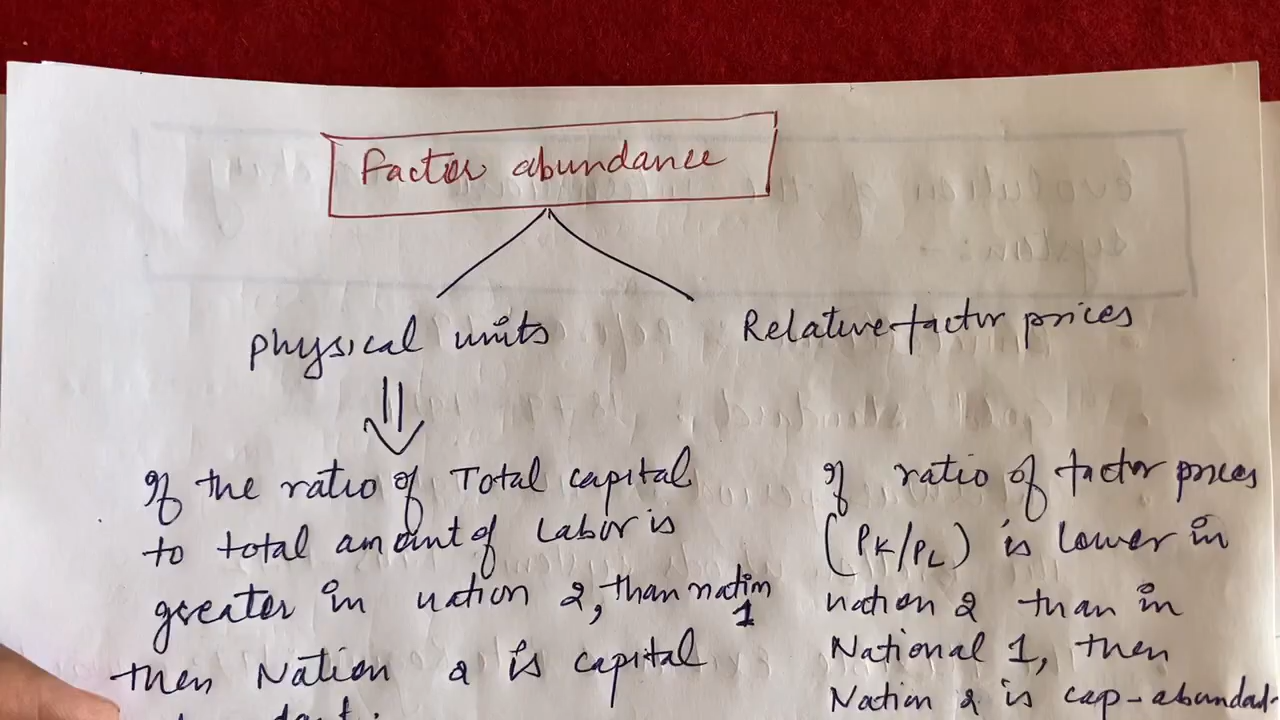 Factor abundance
physical units
Relative factor prices
If the ratio of Total capital
to total amount of Labor is
greater in nation 2, than nation
1
then Nation 2 is capital
If ratio of factor prices
(PK/PL) is lower in
nation 2 than in
National 1, then
Nation 2 is cap-abundant